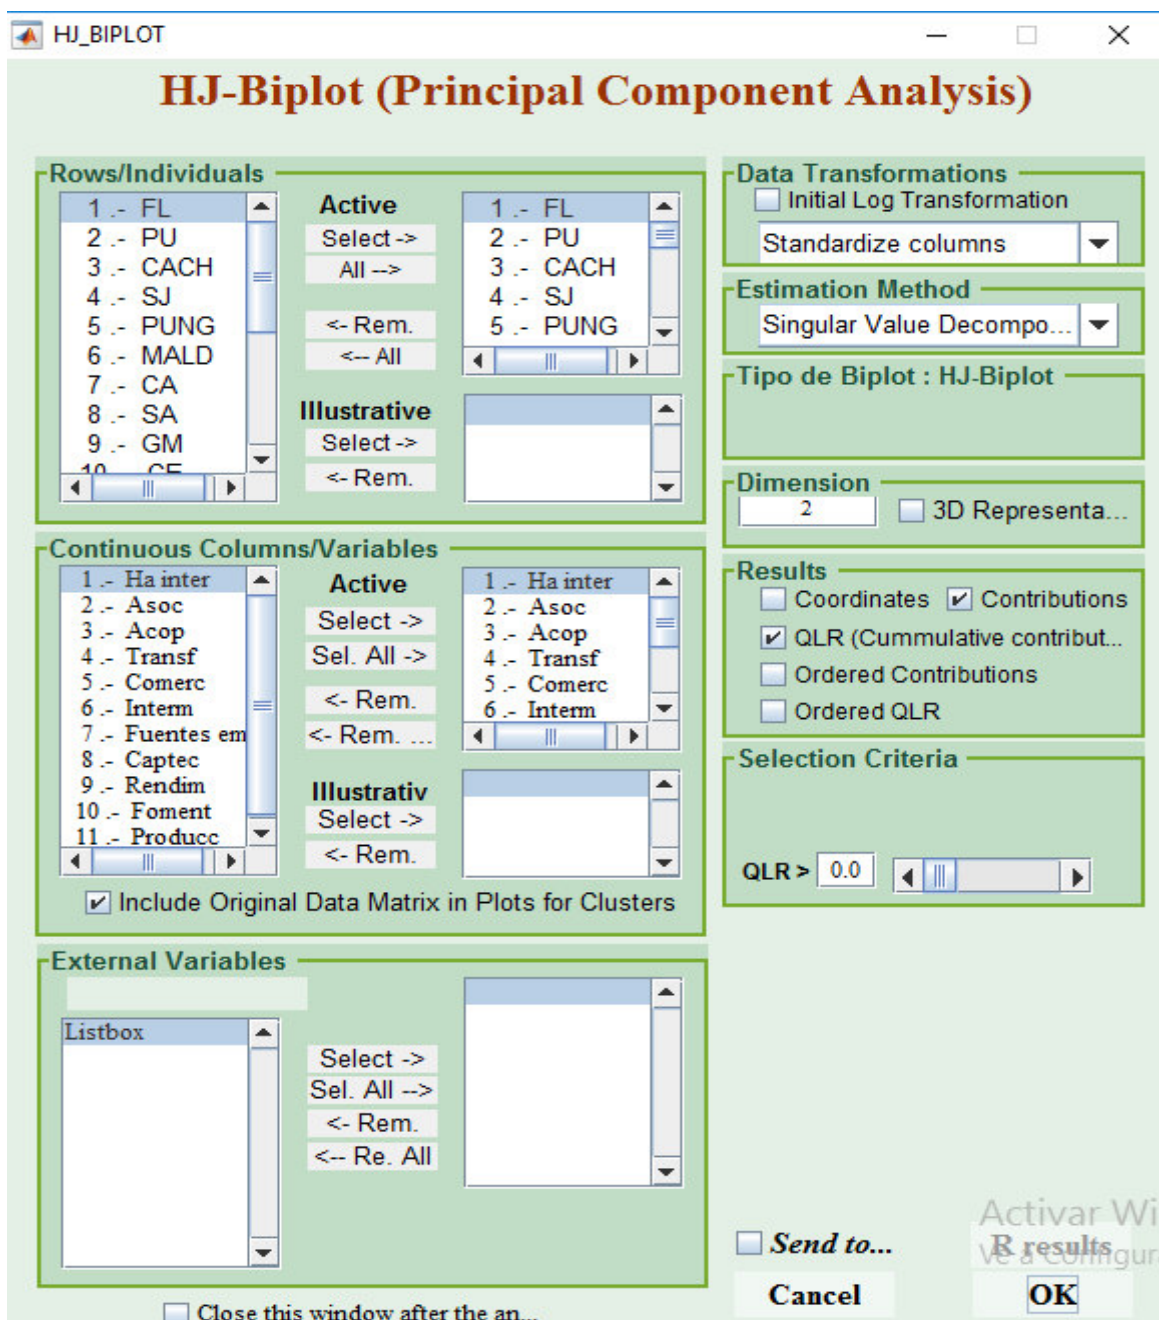 HJ_BIPLOT
HJ-Biplot (Principal Component Analysis)
Rows/Individuals
1 .- FL
2 .- PU
3 .- CACH
4 .- SJ
5 .- PUNG
6 .- MALD
7 .- CA
8 .- SA
9 .- GM
10 .- CE
Active
Select ->
All -->
<- Rem.
<-- All
1 .- FL
2 .- PU
3 .- CACH
4 .- SJ
5 .- PUNG
Illustrative
Select ->
<- Rem.
Continuous Columns/Variables
1 .- Ha inter
2 .- Asoc
3 .- Acop
4 .- Transf
5 .- Comerc
6 .- Interm
7 .- Fuentes em
8 .- Captec
9 .- Rendim
10 .- Foment
11 .- Producc
Active
Select ->
Sel. All ->
<- Rem.
<- Rem. ...
1 .- Ha inter
2 .- Asoc
3 .- Acop
4 .- Transf
5 .- Comerc
6 .- Interm
Illustrativ
Select ->
<- Rem.
Include Original Data Matrix in Plots for Clusters
External Variables
Listbox
Select ->
Sel. All -->
<- Rem.
<-- Re. All
Close this window after the an...
Data Transformations
Initial Log Transformation
Standardize columns
Estimation Method
Singular Value Decompo...
Tipo de Biplot : HJ-Biplot
Dimension
2
3D Representa...
Results
Coordinates
Contributions
QLR (Cummulative contribut...
Ordered Contributions
Ordered QLR
Selection Criteria
QLR > 0.0
Activar Wi
Send to...
R results
Ve a Configura
Cancel
OK